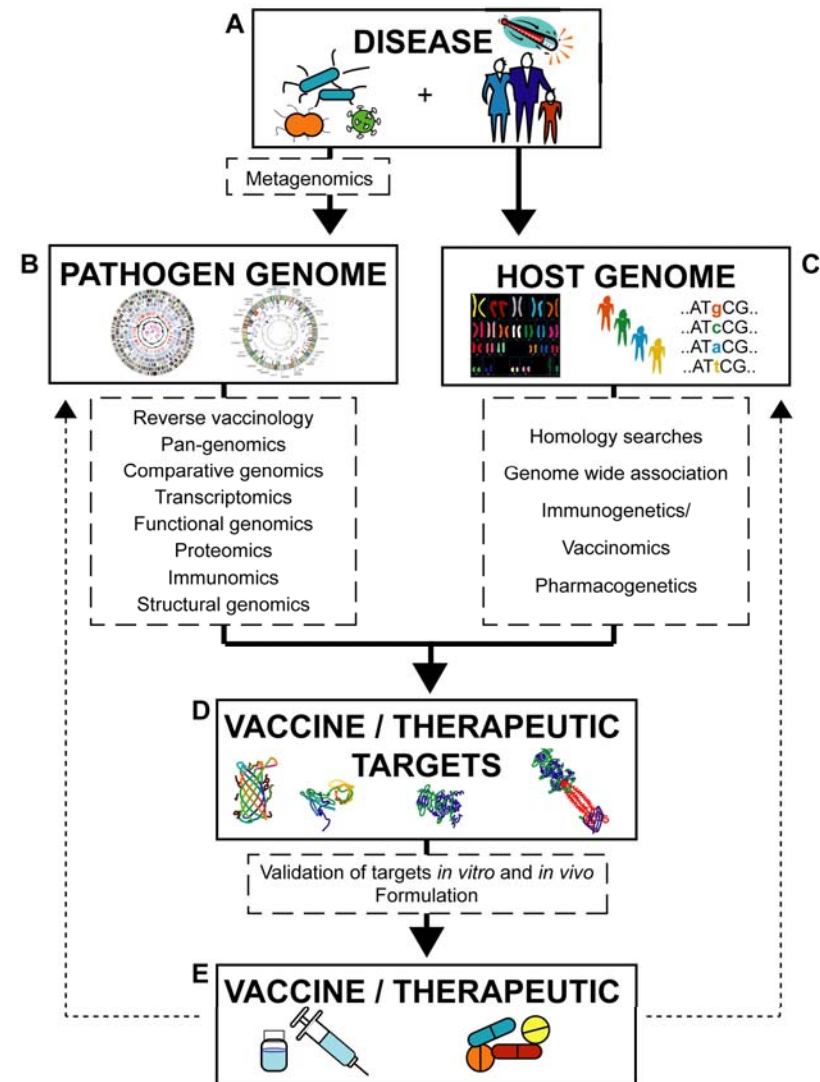 A
DISEASE
+
Metagenomics
B
PATHOGEN GENOME
C
HOST GENOME
..ATgCG..
..ATcCG..
..ATaCG..
..ATtCG..
Reverse vaccinology
Pan-genomics
Comparative genomics
Transcriptomics
Functional genomics
Proteomics
Immunomics
Structural genomics
Homology searches
Genome wide association
Immunogenetics/
Vaccinomics
Pharmacogenetics
D
VACCINE / THERAPEUTIC
TARGETS
Validation of targets in vitro and in vivo
Formulation
E
VACCINE / THERAPEUTIC